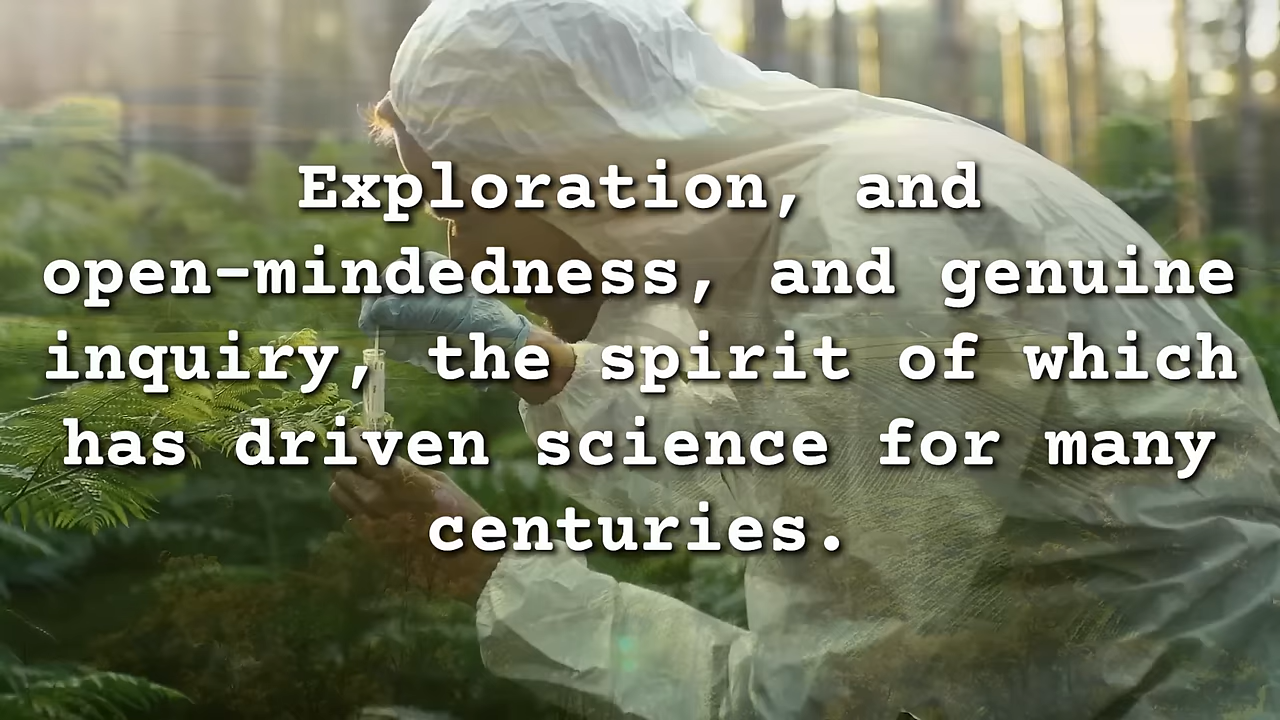 Exploration, and
open-mindedness, and genuine
inquiry, the spirit of which
has driven science for many
centuries.